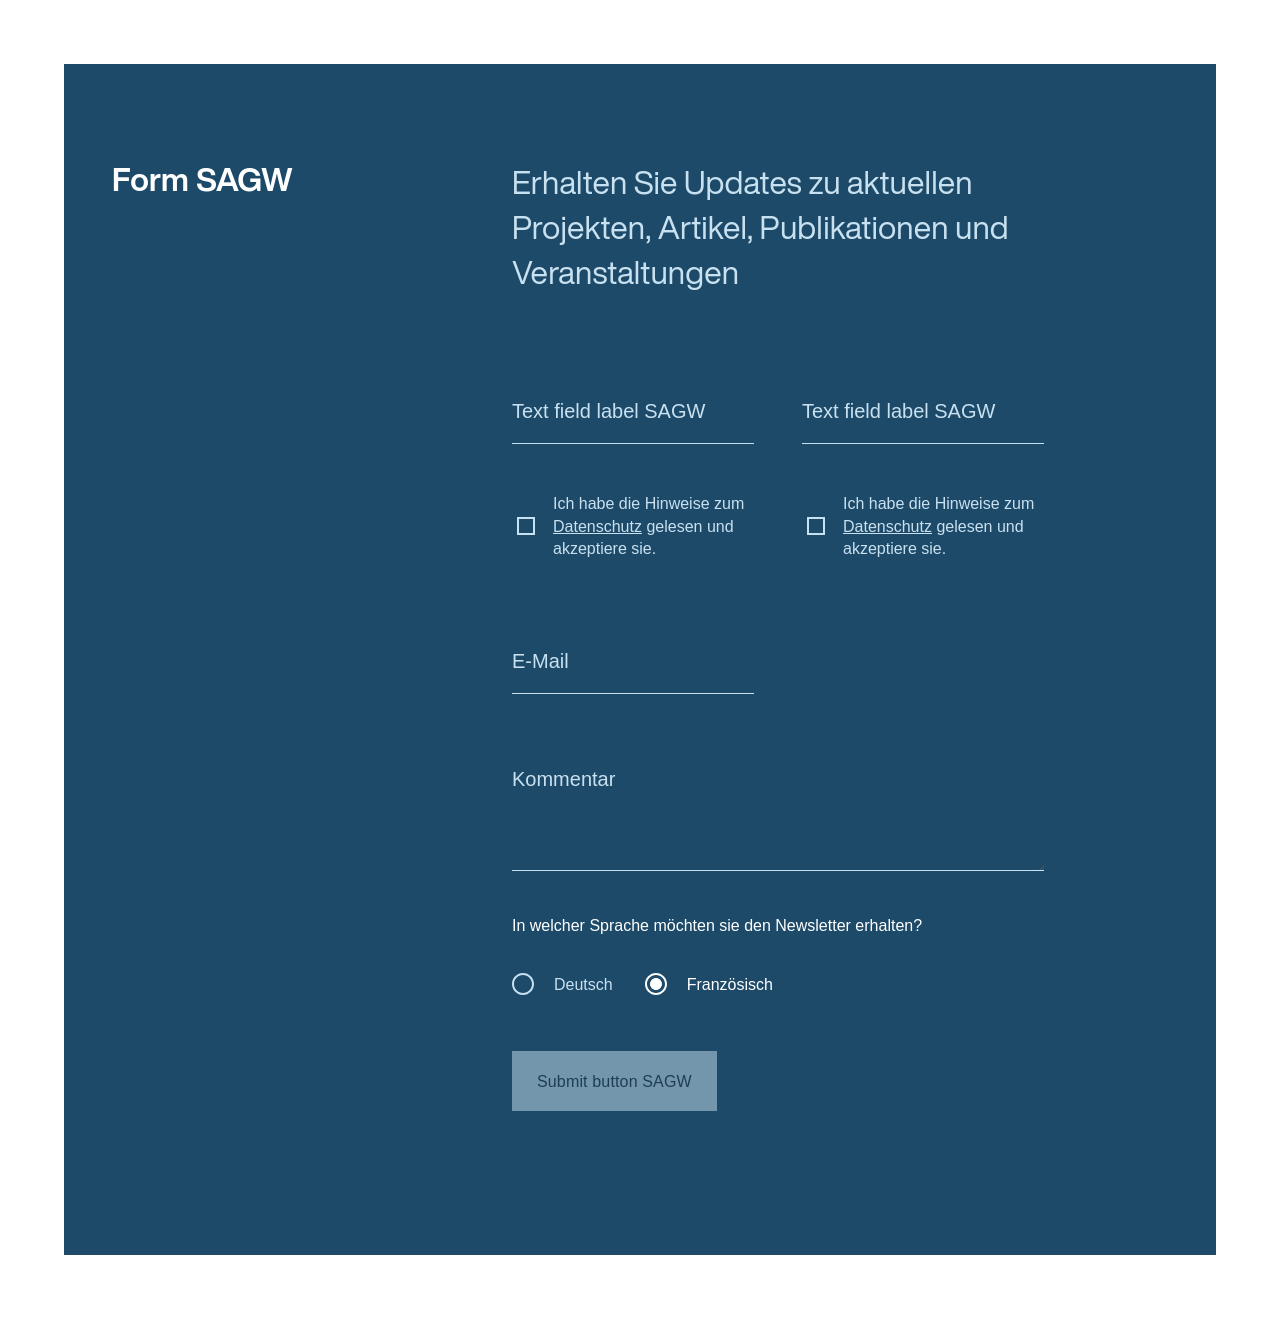 Form SAGW
Erhalten Sie Updates zu aktuellen
Projekten, Artikel, Publikationen und
Veranstaltungen
Text field label SAGW
Text field label SAGW
Ich habe die Hinweise zum
Datenschutz gelesen und
akzeptiere sie.
Ich habe die Hinweise zum
Datenschutz gelesen und
akzeptiere sie.
E-Mail
Kommentar
In welcher Sprache möchten sie den Newsletter erhalten?
Deutsch
Französisch
Submit button SAGW